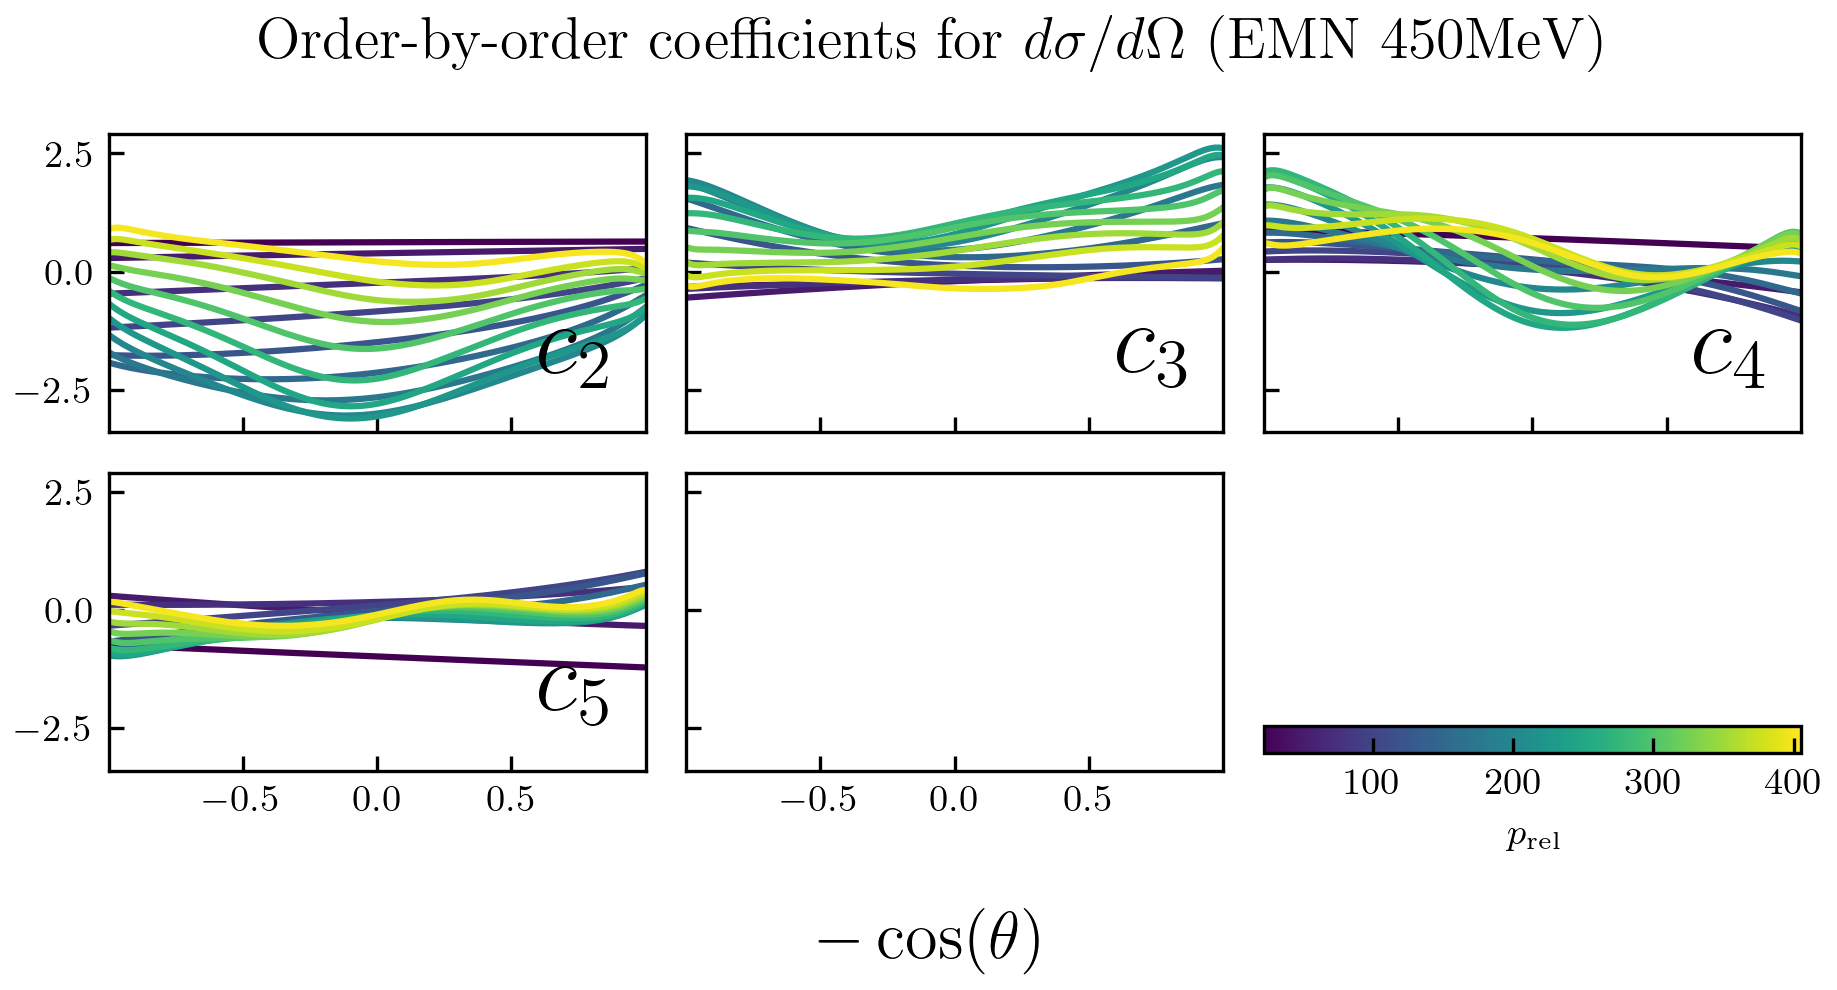 Order-by-order coefficients for dσ/dΩ (EMN 450MeV)
2.5
0.0
−2.5
c₂
c₃
c₄
2.5
0.0
−2.5
c₅
−0.5 0.0 0.5
−0.5 0.0 0.5
100 200 300 400
p_rel
− cos(θ)